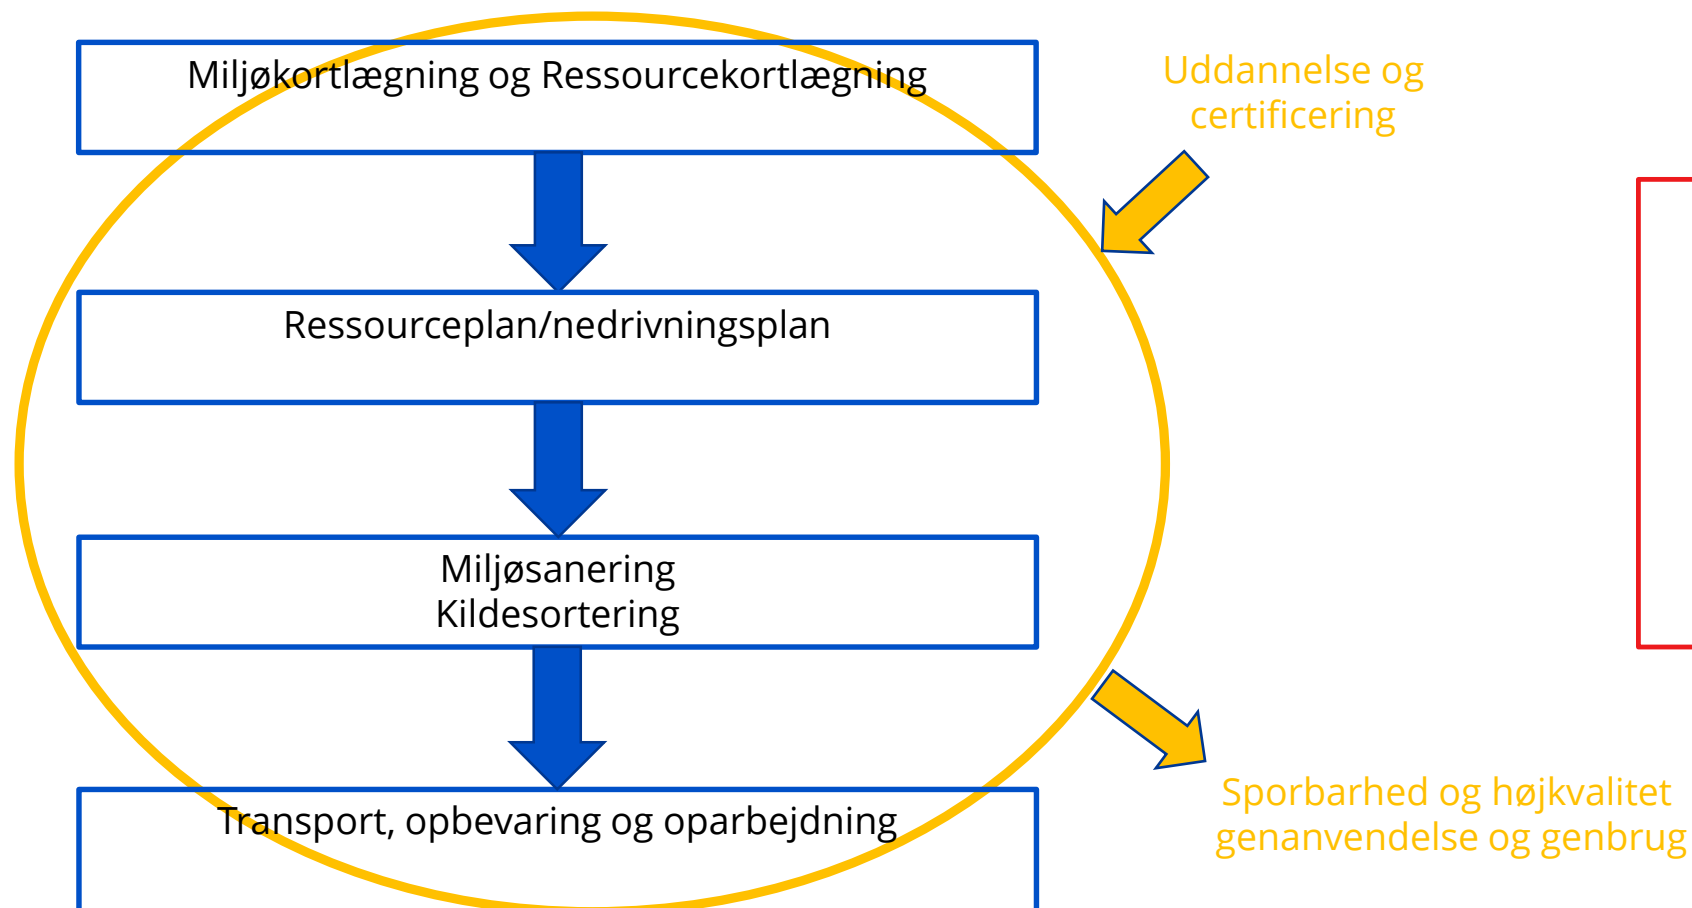 Miljøkortlægning og Ressourcekortlægning
Uddannelse og
certificering
Ressourceplan/nedrivningsplan
Miljøsanering
Kildesortering
Transport, opbevaring og oparbejdning
Sporbarhed og højkvalitet
genanvendelse og genbrug